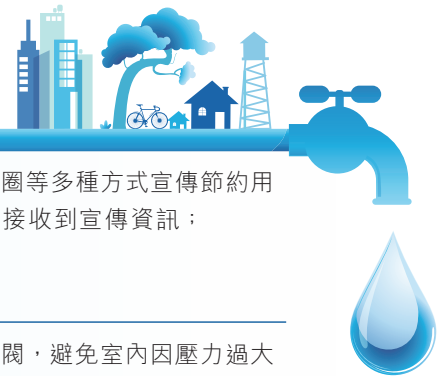 圈等多種方式宣傳節約用
接收到宣傳資訊；
閥，避免室內因壓力過大